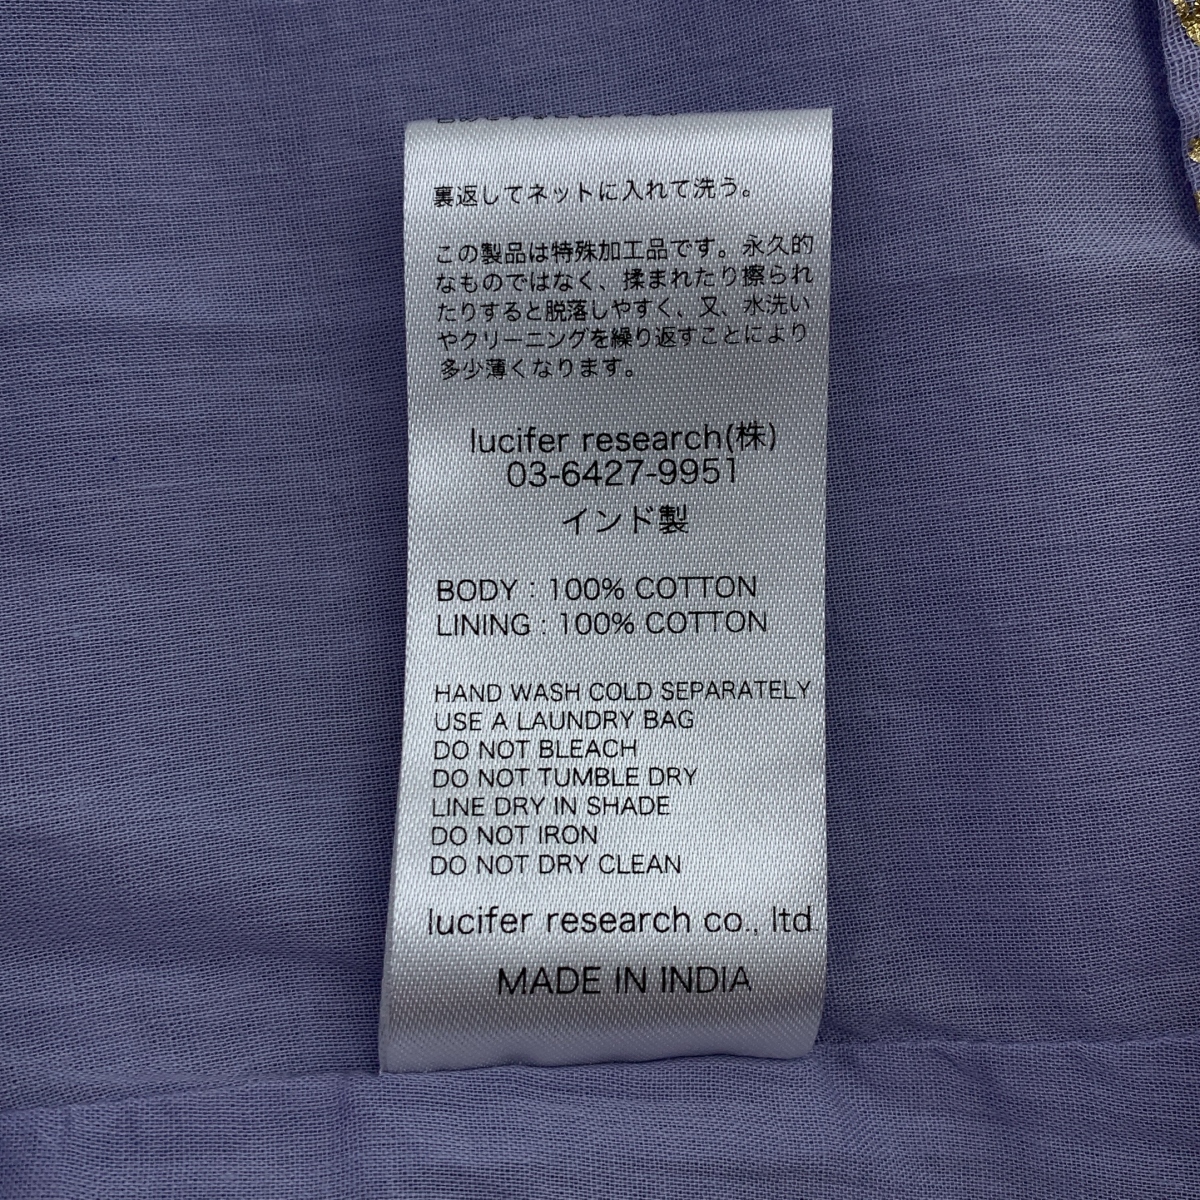 裏返してネットに入れて洗う。
この製品は特殊加工品です。永久的
なものではなく、揉まれたり擦られ
たりすると脱落しやすく、又、水洗い
やクリーニングを繰り返すことにより
多少薄くなります。
lucifer research(株)
03-6427-9951
インド製
BODY : 100% COTTON
LINING : 100% COTTON
HAND WASH COLD SEPARATELY
USE A LAUNDRY BAG
DO NOT BLEACH
DO NOT TUMBLE DRY
LINE DRY IN SHADE
DO NOT IRON
DO NOT DRY CLEAN
lucifer research co., ltd
MADE IN INDIA